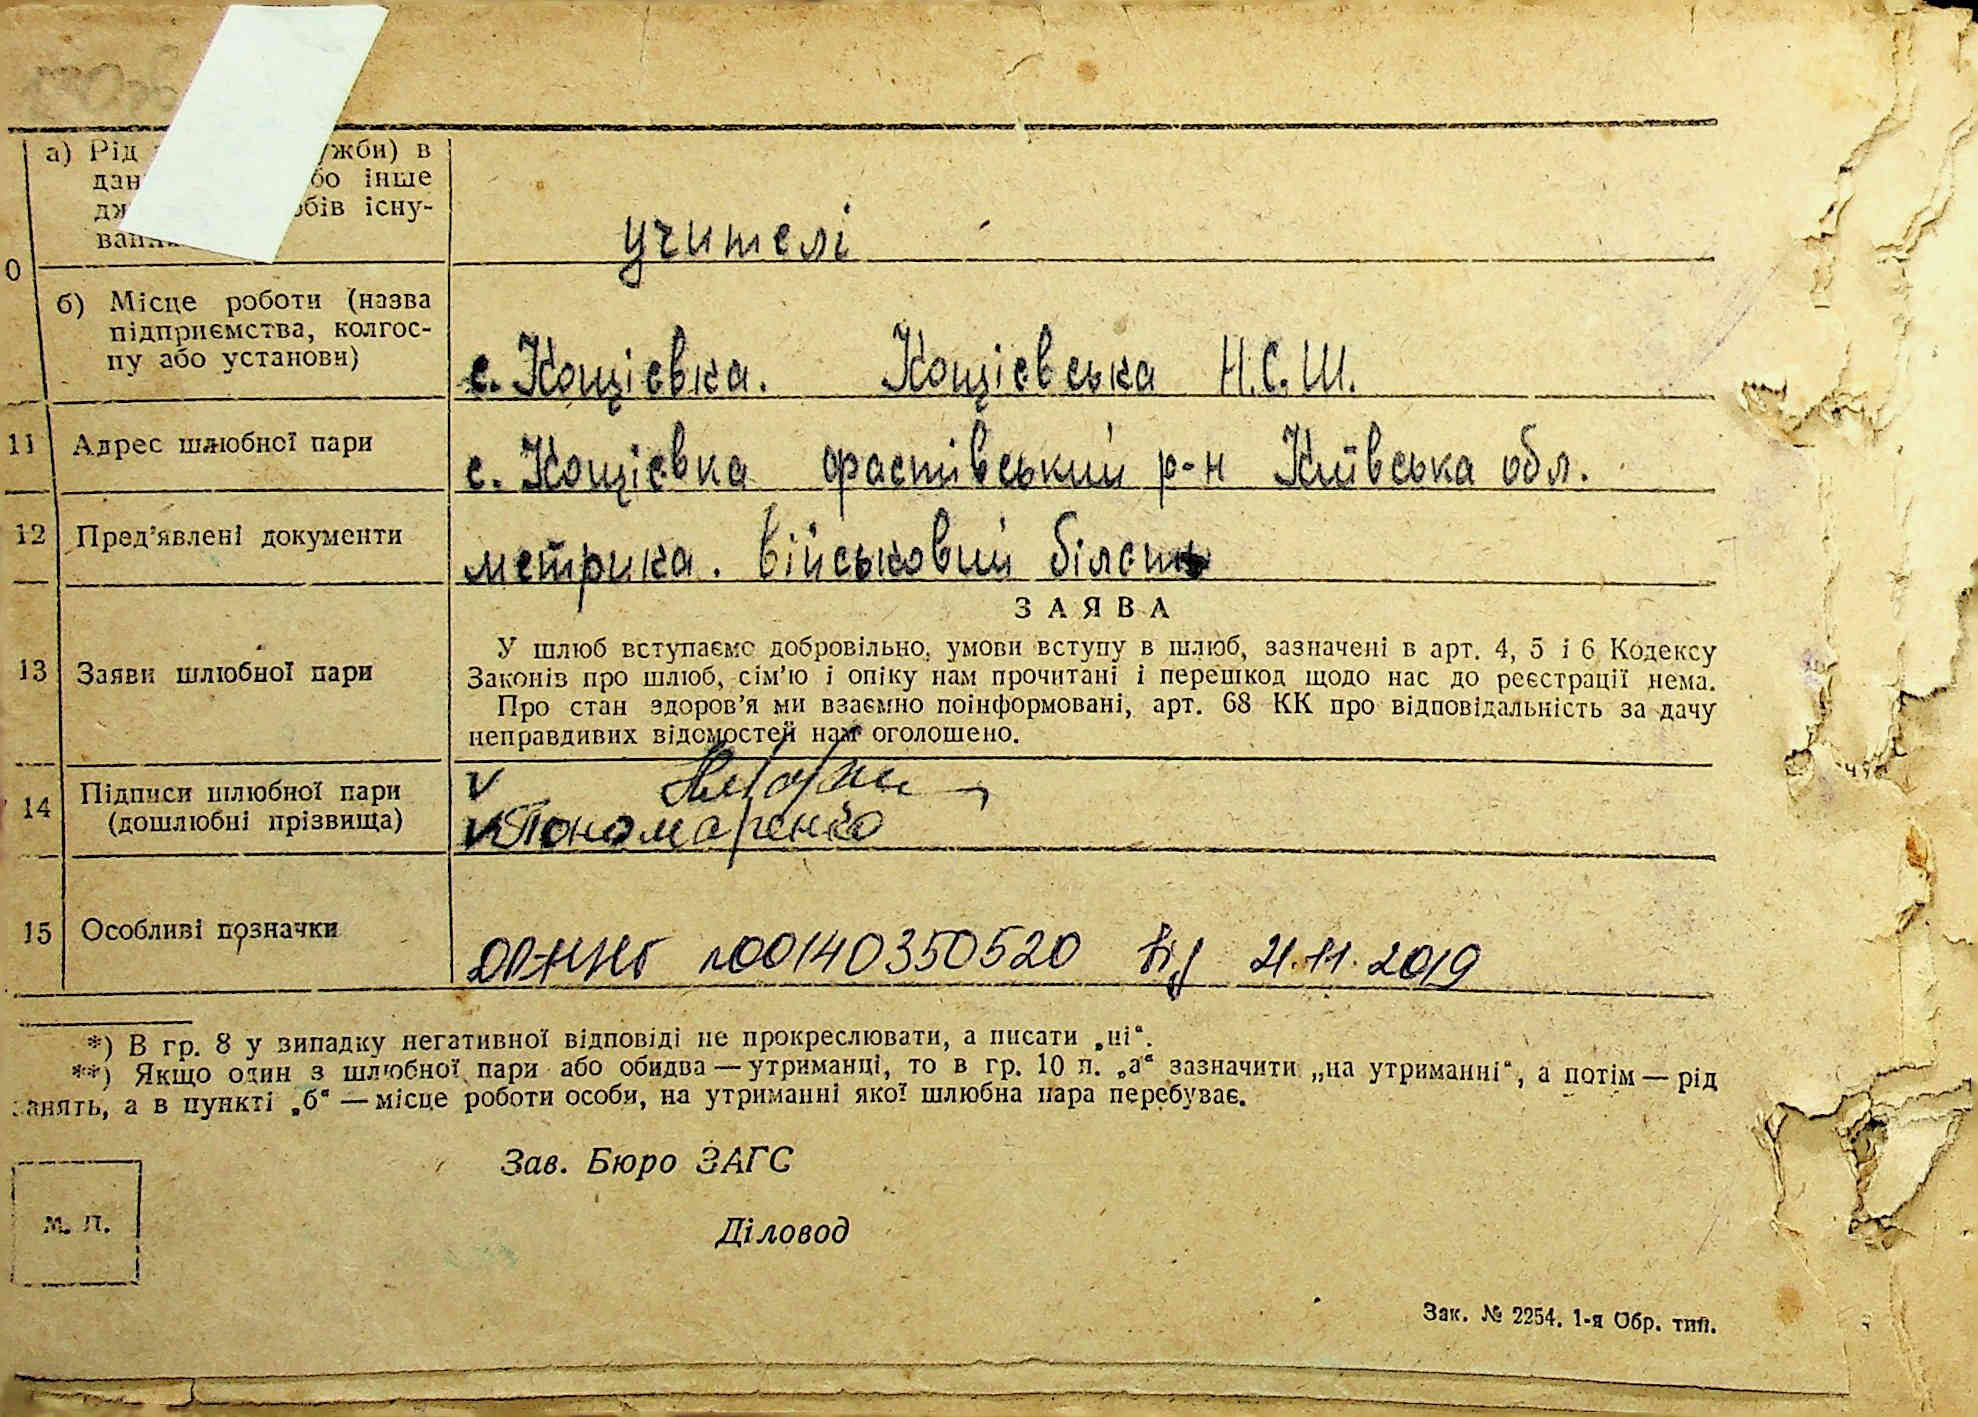 а) Рід ужби) в
дан бо інше
дж обів існу-
ванн
учителі
0
б) Місце роботи (назва
підприємства, колгос-
пу або установи)
с. Кощієвка. Кощієвська Н.С.Ш.
11 Адрес шлюбної пари
с. Кощієвка фастівський р-н Київська обл.
12 Пред'явлені документи
метрика. військовий білет
ЗАЯВА
13 Заяви шлюбної пари
У шлюб вступаємо добровільно, умови вступу в шлюб, зазначені в арт. 4, 5 і 6 Кодексу
Законів про шлюб, сім'ю і опіку нам прочитані і перешкод щодо нас до реєстрації нема.
Про стан здоров'я ми взаємно поінформовані, арт. 68 КК про відповідальність за дачу
неправдивих відомостей нам оголошено.
14 Підписи шлюбної пари
(дошлюбні прізвища)
V
V Пономаренко
15 Особливі позначки
00140350520 від 21.11.2019
*) В гр. 8 у випадку негативної відповіді не прокреслювати, а писати „ні“.
**) Якщо один з шлюбної пари або обидва — утриманці, то в гр. 10 п. „а“ зазначити „на утриманні“, а потім — рід
занять, а в пункті „б“ — місце роботи особи, на утриманні якої шлюбна пара перебуває.
Зав. Бюро ЗАГС
М. П.
Діловод
Зак. № 2254. 1-я Обр. тип.